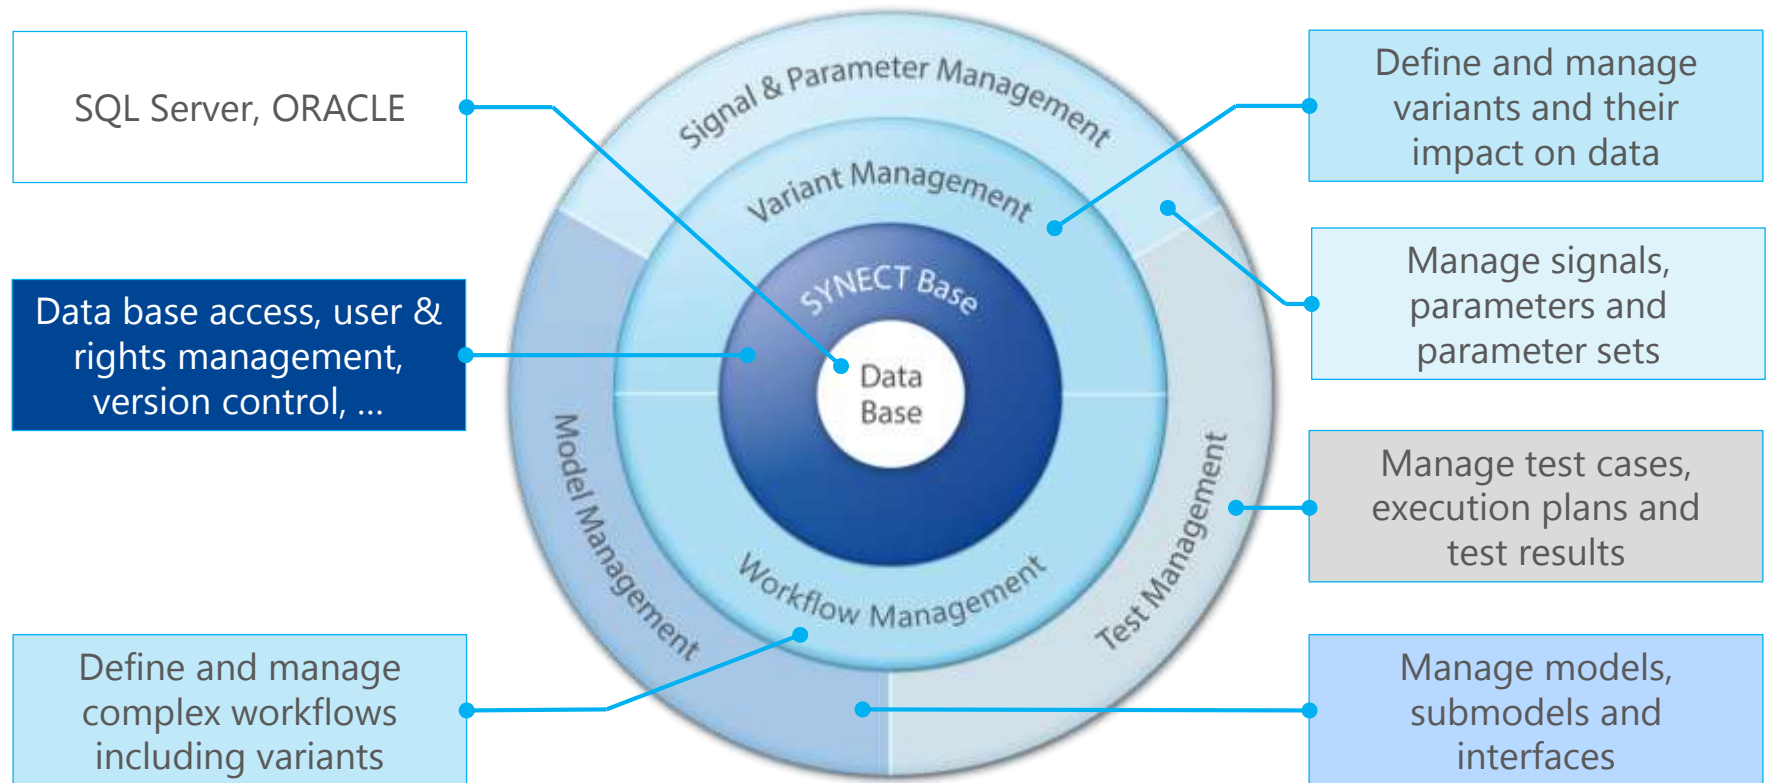 SQL Server, ORACLE
Data base access, user &
rights management,
version control, ...
Define and manage
complex workflows
including variants
Signal & Parameter Management
Variant Management
SYNECT Base
Data
Base
Workflow Management
Model Management
Test Management
Define and manage
variants and their
impact on data
Manage signals,
parameters and
parameter sets
Manage test cases,
execution plans and
test results
Manage models,
submodels and
interfaces